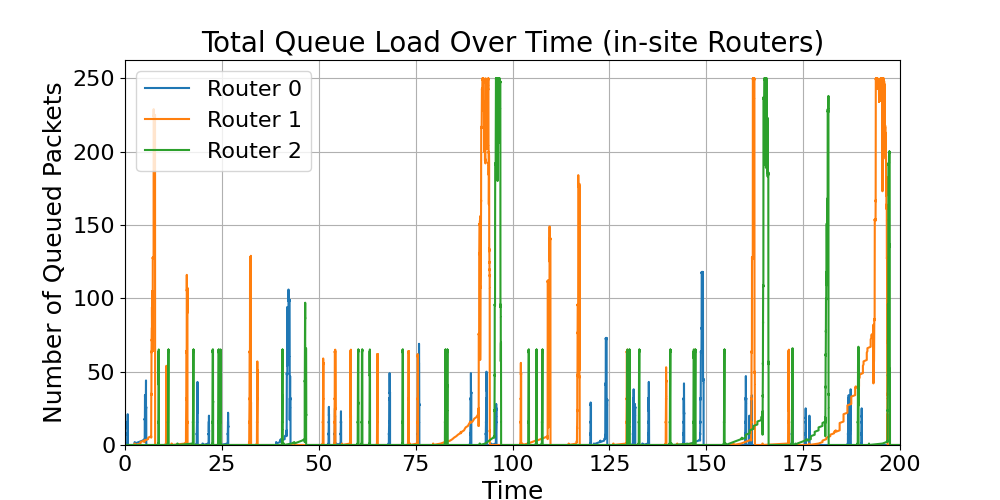 Total Queue Load Over Time (in-site Routers)
Number of Queued Packets
250
200
150
100
50
0
Router 0
Router 1
Router 2
0 25 50 75 100 125 150 175 200
Time